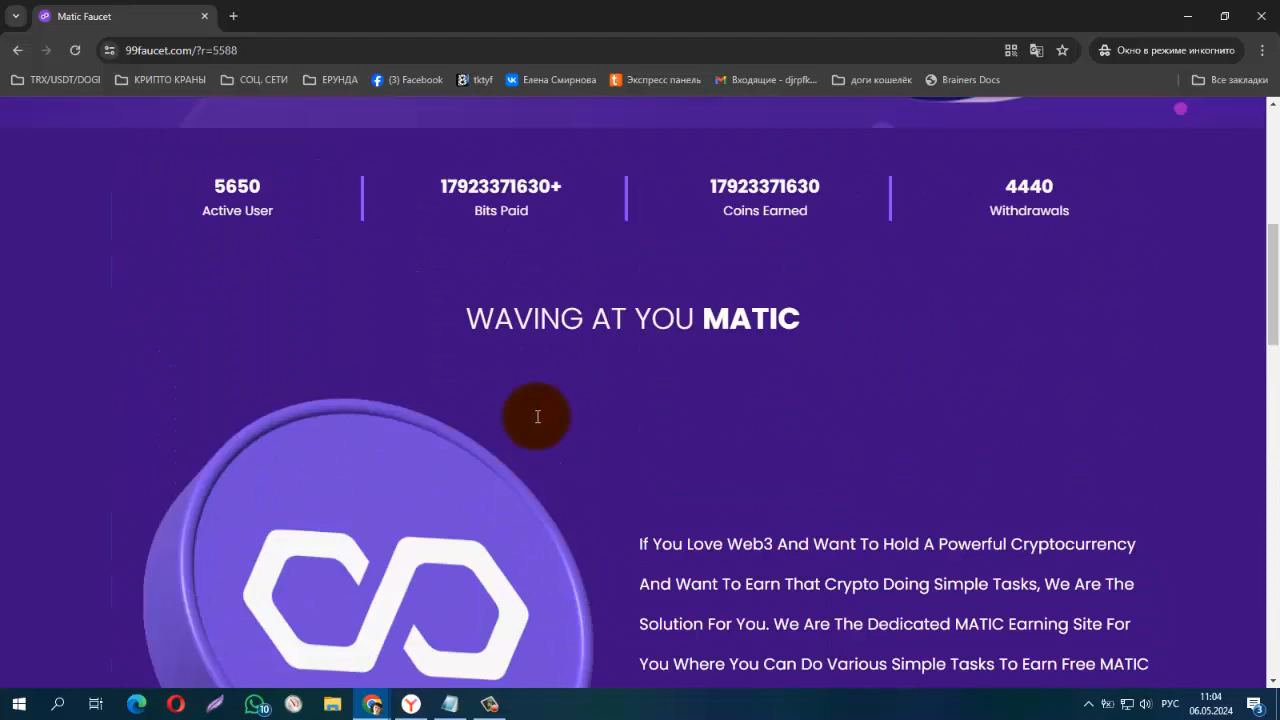 Matic Faucet
99faucet.com/?r=5588
Окно в режиме инкогнито
TRX/USDT/DOGI
КРИПТО КРАНЫ
СОЦ. СЕТИ
ЕРУНДА
(3) Facebook
tktyf
Елена Смирнова
Экспресс панель
Входящие - djrpfk...
доги кошелёк
Brainers Docs
Все закладки
5650
Active User
17923371630+
Bits Paid
17923371630
Coins Earned
4440
Withdrawals
WAVING AT YOU MATIC
If You Love Web3 And Want To Hold A Powerful Cryptocurrency
And Want To Earn That Crypto Doing Simple Tasks, We Are The
Solution For You. We Are The Dedicated MATIC Earning Site For
You Where You Can Do Various Simple Tasks To Earn Free MATIC
10
РУС
11:04
06.05.2024
3